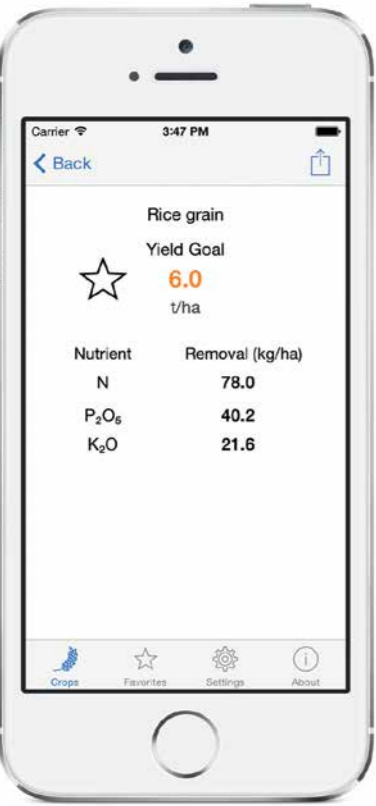 Carrier 3:47 PM
Back
Rice grain
Yield Goal
6.0
t/ha
Nutrient Removal (kg/ha)
N 78.0
P₂O₅ 40.2
K₂O 21.6
Crops Favorites Settings About